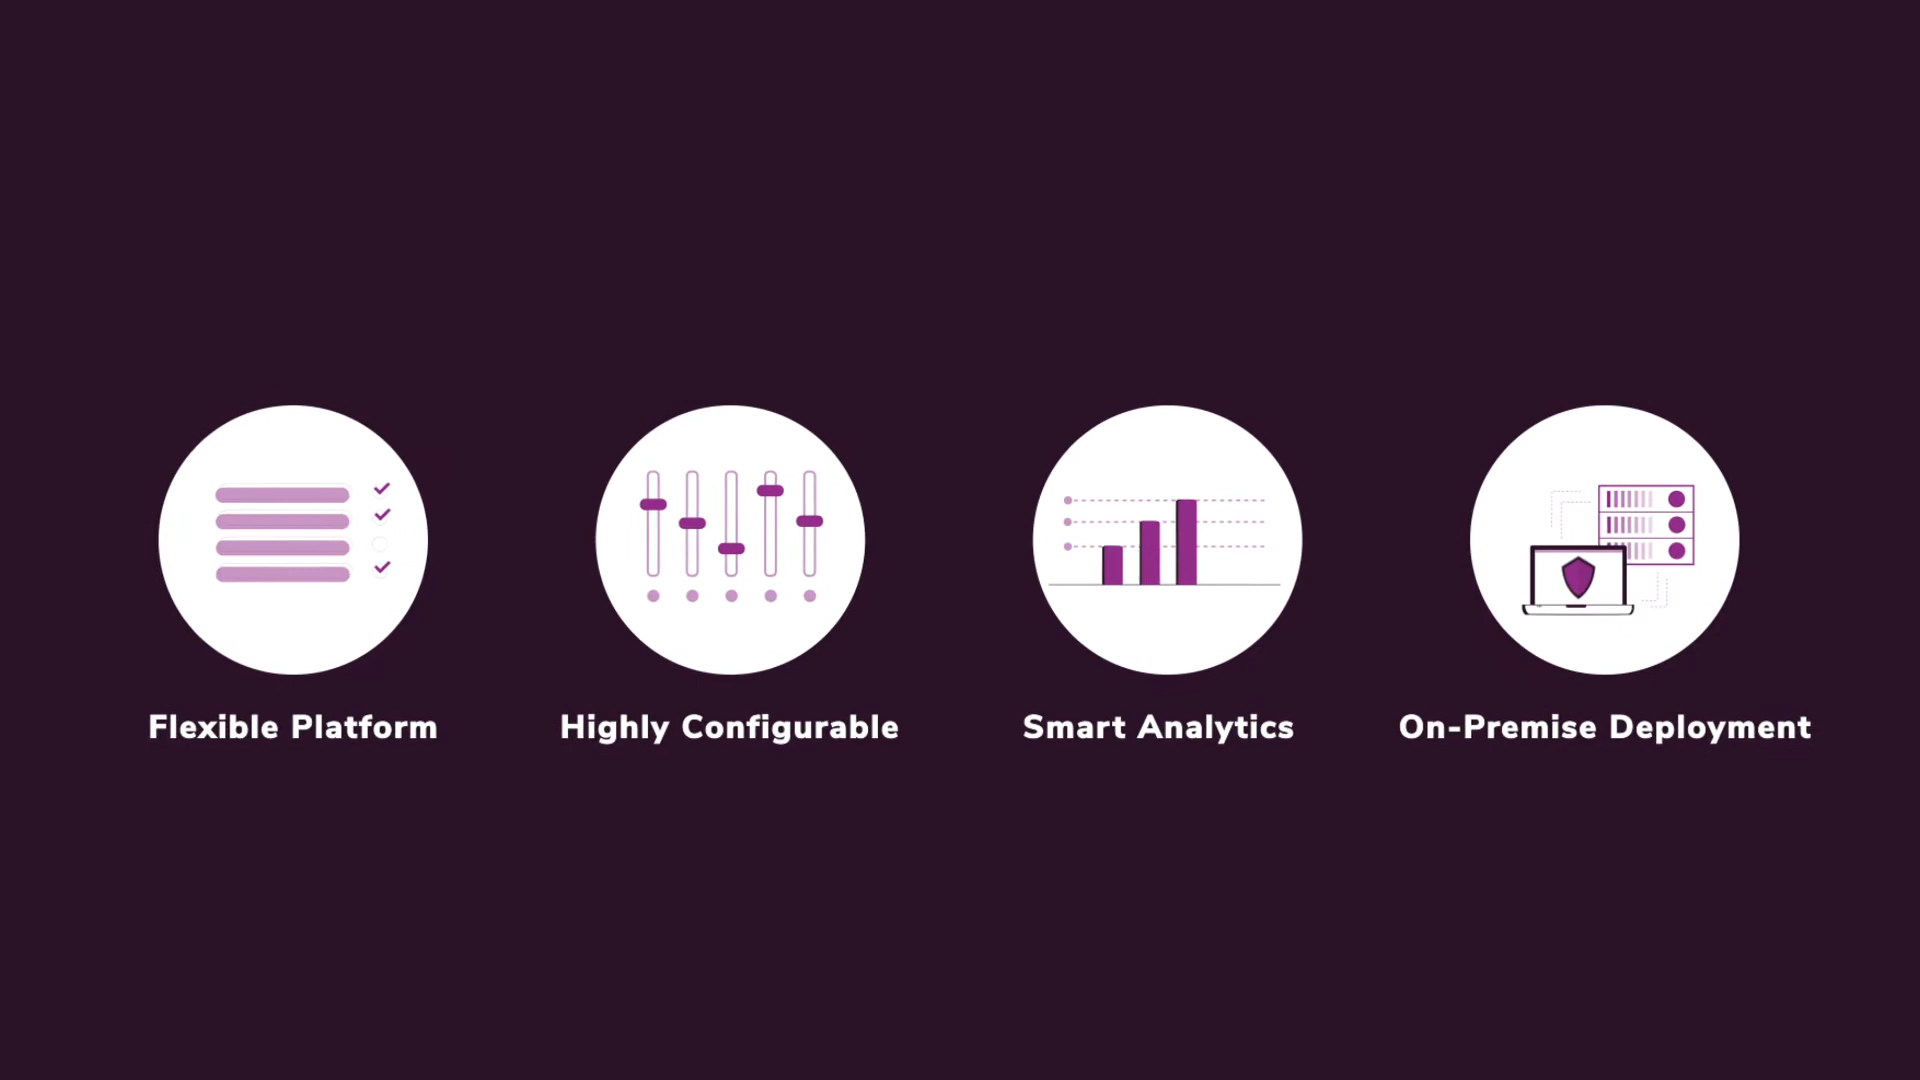 Flexible Platform
Highly Configurable
Smart Analytics
On-Premise Deployment